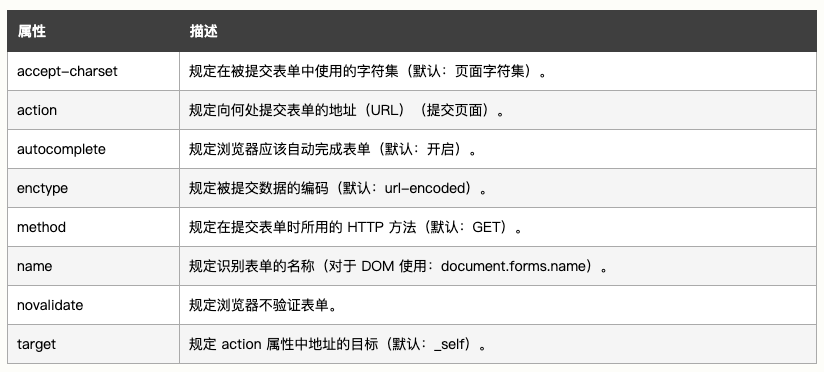 属性 描述
accept-charset 规定在被提交表单中使用的字符集（默认：页面字符集）。
action 规定向何处提交表单的地址（URL）（提交页面）。
autocomplete 规定浏览器应该自动完成表单（默认：开启）。
enctype 规定被提交数据的编码（默认：url-encoded）。
method 规定在提交表单时所用的 HTTP 方法（默认：GET）。
name 规定识别表单的名称（对于 DOM 使用：document.forms.name）。
novalidate 规定浏览器不验证表单。
target 规定 action 属性中地址的目标（默认：_self）。